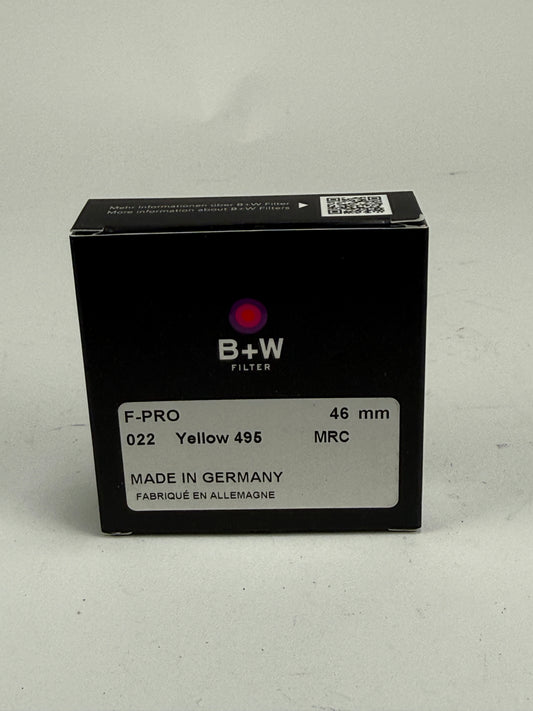 Mehr Informationen über B+W Filter
More information about B+W Filters
B+W
FILTER
F-PRO 46 mm
022 Yellow 495 MRC
MADE IN GERMANY
FABRIQUÉ EN ALLEMAGNE